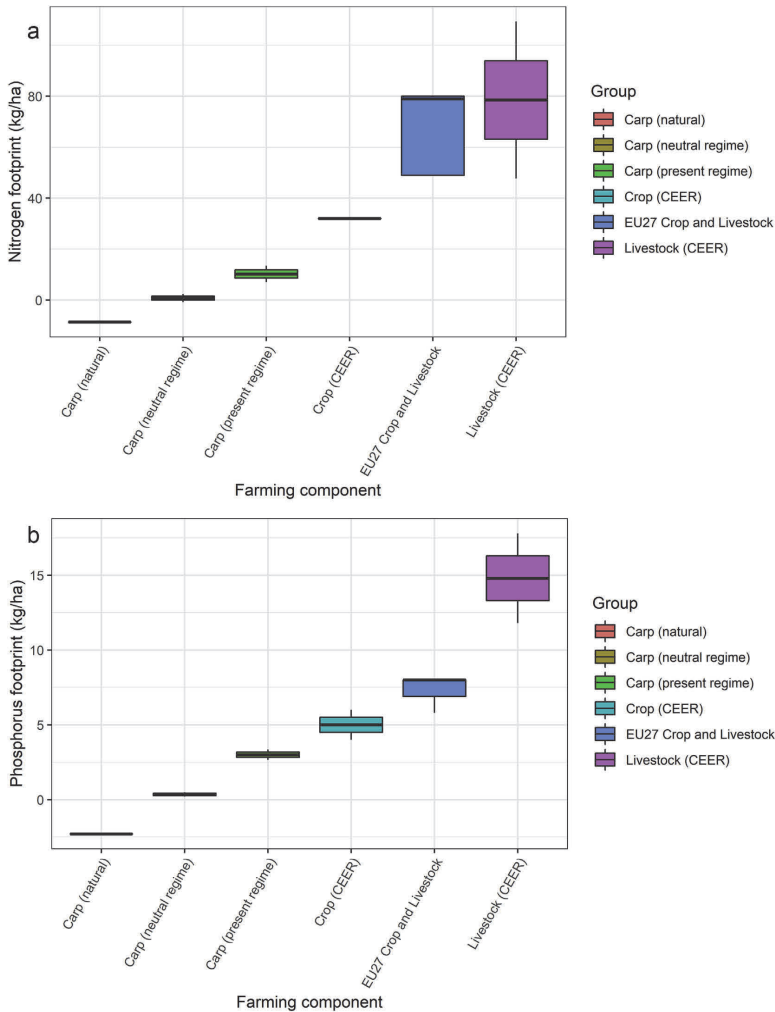 a
Nitrogen footprint (kg/ha)
80
40
0
Carp (natural)
Carp (neutral regime)
Carp (present regime)
Crop (CEER)
EU27 Crop and Livestock
Livestock (CEER)
Farming component
Group
Carp (natural)
Carp (neutral regime)
Carp (present regime)
Crop (CEER)
EU27 Crop and Livestock
Livestock (CEER)
b
Phosphorus footprint (kg/ha)
15
10
5
0
Carp (natural)
Carp (neutral regime)
Carp (present regime)
Crop (CEER)
EU27 Crop and Livestock
Livestock (CEER)
Farming component
Group
Carp (natural)
Carp (neutral regime)
Carp (present regime)
Crop (CEER)
EU27 Crop and Livestock
Livestock (CEER)